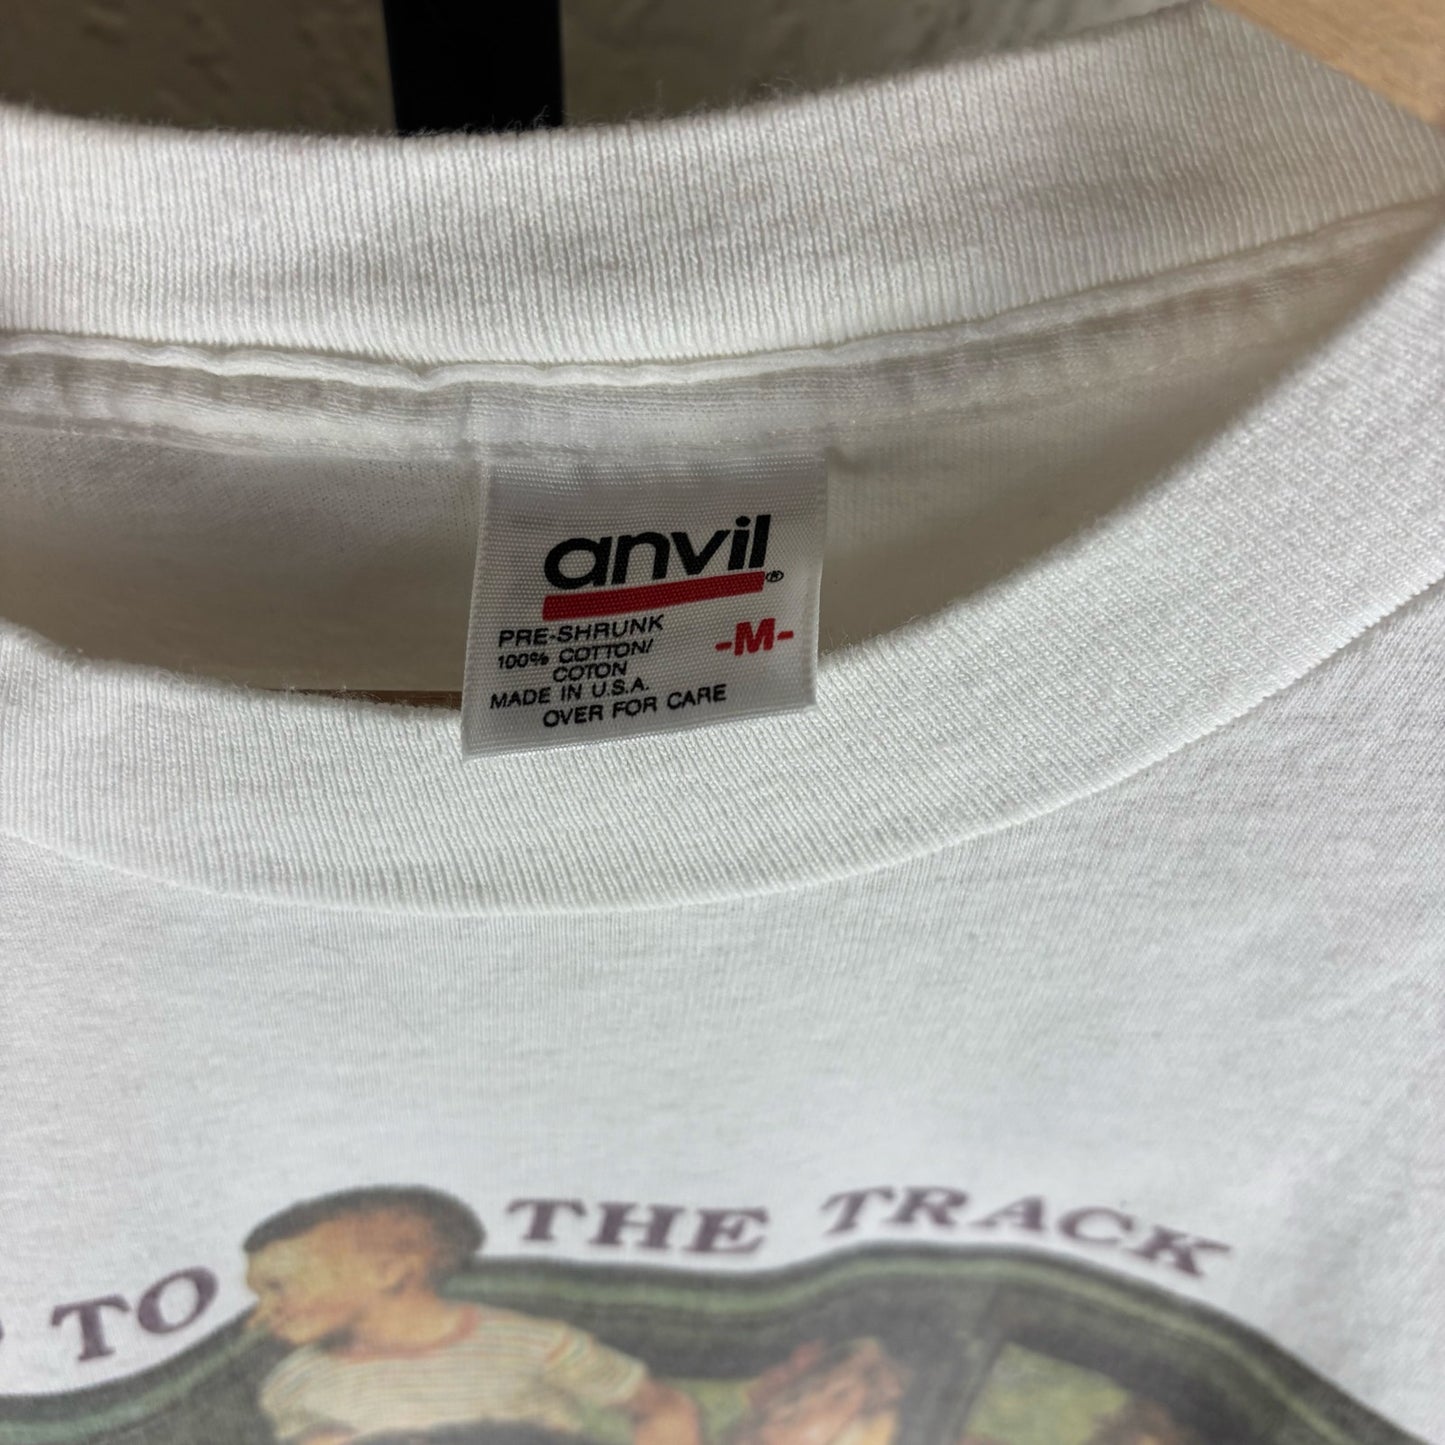 anvil®
PRE-SHRUNK
100% COTTON/
COTON
-M-
MADE IN U.S.A.
OVER FOR CARE
TO THE TRACK